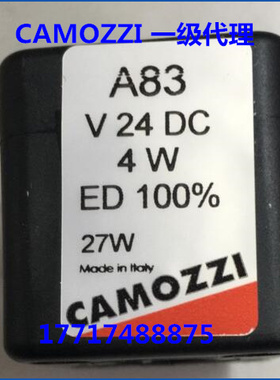 CAMOZZI 一级代理
A83
V 24 DC
4 W
ED 100%
27W
Made in Italy
CAMOZZI
17717488875